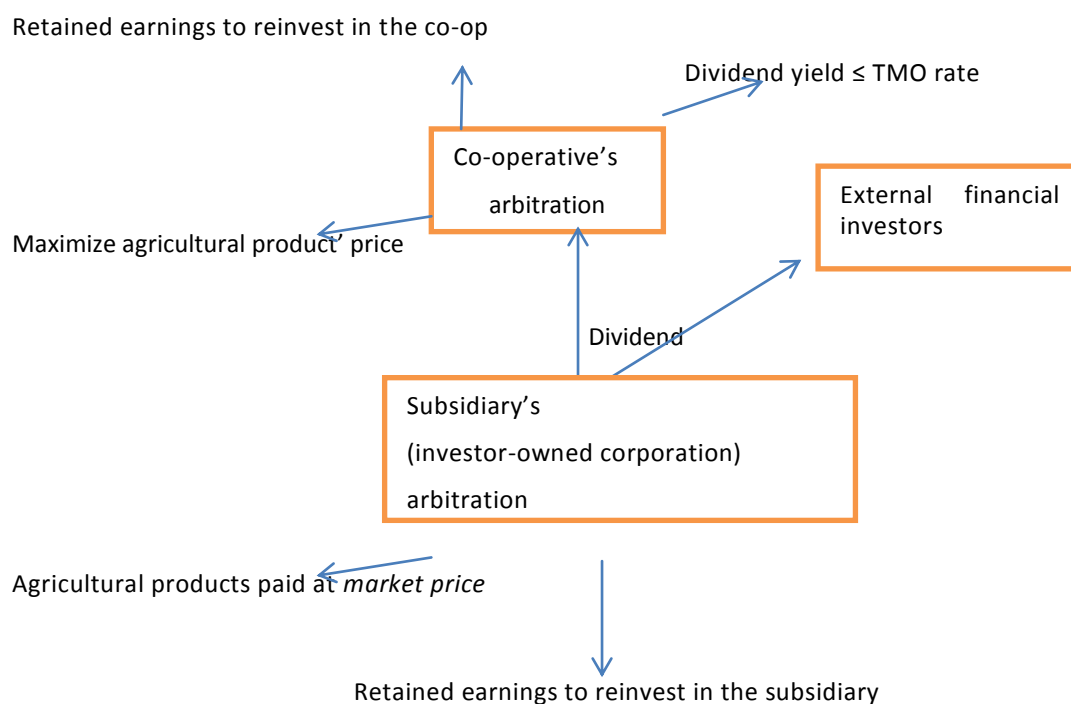 Retained earnings to reinvest in the co-op
Dividend yield ≤ TMO rate
Co-operative’s
arbitration
External financial
investors
Maximize agricultural product’ price
Dividend
Subsidiary’s
(investor-owned corporation)
arbitration
Agricultural products paid at market price
Retained earnings to reinvest in the subsidiary